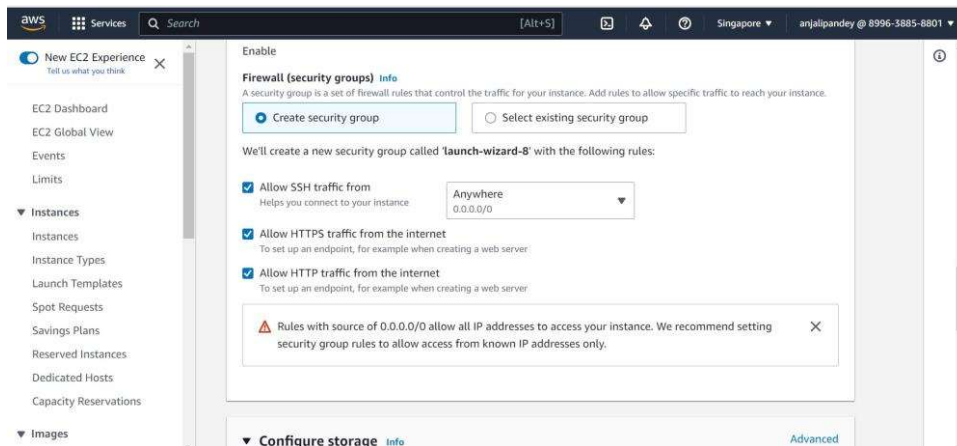 aws Services Search [Alt+S] Singapore ▼ anjalipandey @ 8996-3885-8801 ▼
New EC2 Experience
Tell us what you think
EC2 Dashboard
EC2 Global View
Events
Limits
▼ Instances
Instances
Instance Types
Launch Templates
Spot Requests
Savings Plans
Reserved Instances
Dedicated Hosts
Capacity Reservations
▼ Images
Enable
Firewall (security groups) Info
A security group is a set of firewall rules that control the traffic for your instance. Add rules to allow specific traffic to reach your instance.
Create security group
Select existing security group
We'll create a new security group called 'launch-wizard-8' with the following rules:
Allow SSH traffic from
Helps you connect to your instance
Anywhere
0.0.0.0/0
Allow HTTPS traffic from the internet
To set up an endpoint, for example when creating a web server
Allow HTTP traffic from the internet
To set up an endpoint, for example when creating a web server
Rules with source of 0.0.0.0/0 allow all IP addresses to access your instance. We recommend setting
security group rules to allow access from known IP addresses only.
▼ Configure storage Info
Advanced